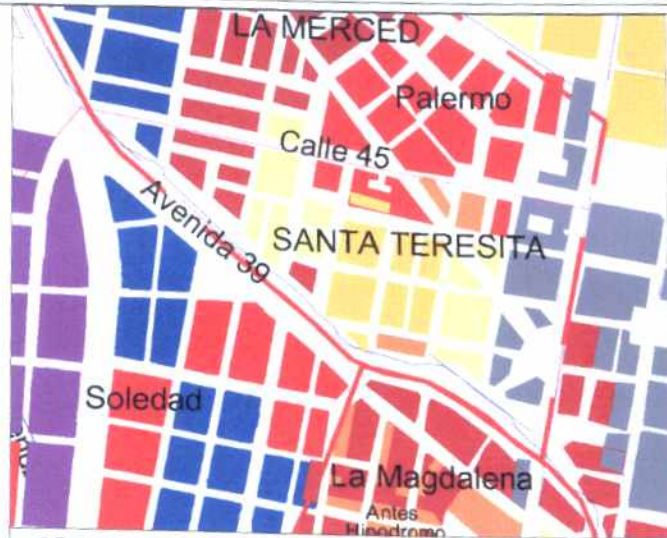 LA MERCED
Palermo
Calle 45
Avenida 39
SANTA TERESITA
Soledad
La Magdalena
Antes
Hipodromo